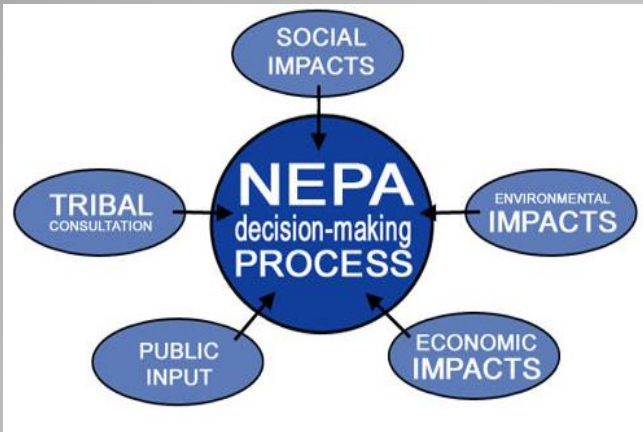 SOCIAL
IMPACTS
NEPA
decision-making
PROCESS
TRIBAL
CONSULTATION
ENVIRONMENTAL
IMPACTS
PUBLIC
INPUT
ECONOMIC
IMPACTS